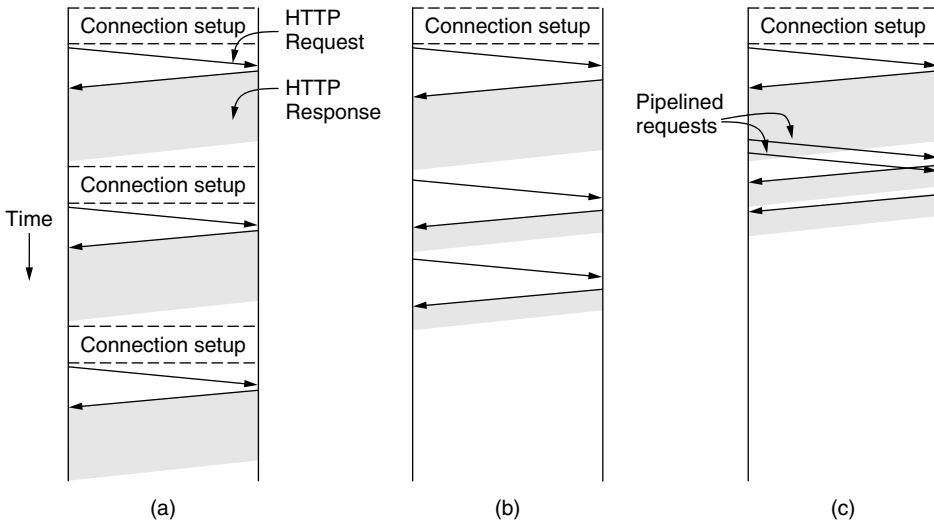 Connection setup
HTTP
Request
HTTP
Response
Connection setup
Connection setup
Time
(a)
Connection setup
(b)
Connection setup
Pipelined
requests
(c)